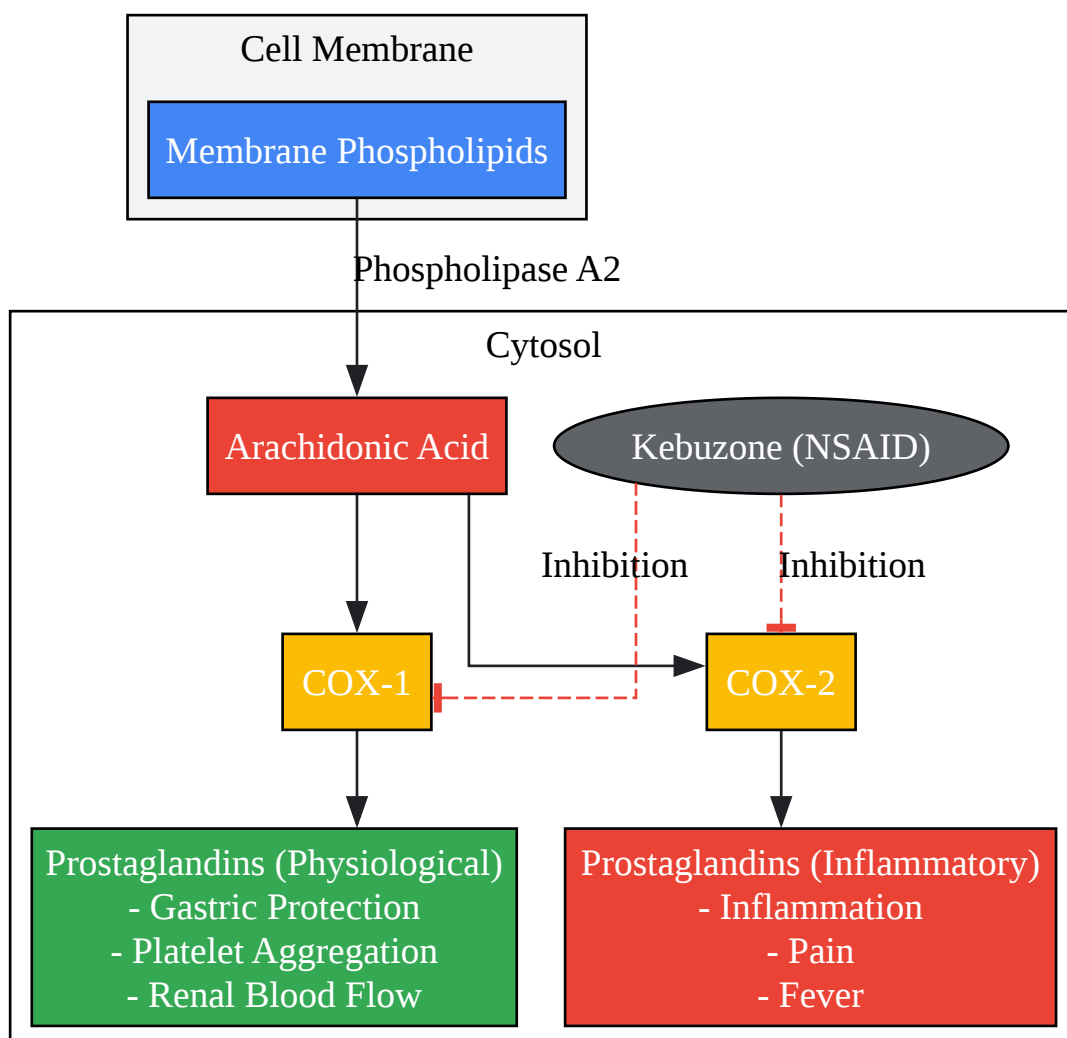 Cell Membrane
Membrane Phospholipids
Phospholipase A2
Cytosol
Arachidonic Acid
Kebuzone (NSAID)
Inhibition
Inhibition
COX-1
COX-2
Prostaglandins (Physiological)
- Gastric Protection
- Platelet Aggregation
- Renal Blood Flow
Prostaglandins (Inflammatory)
- Inflammation
- Pain
- Fever